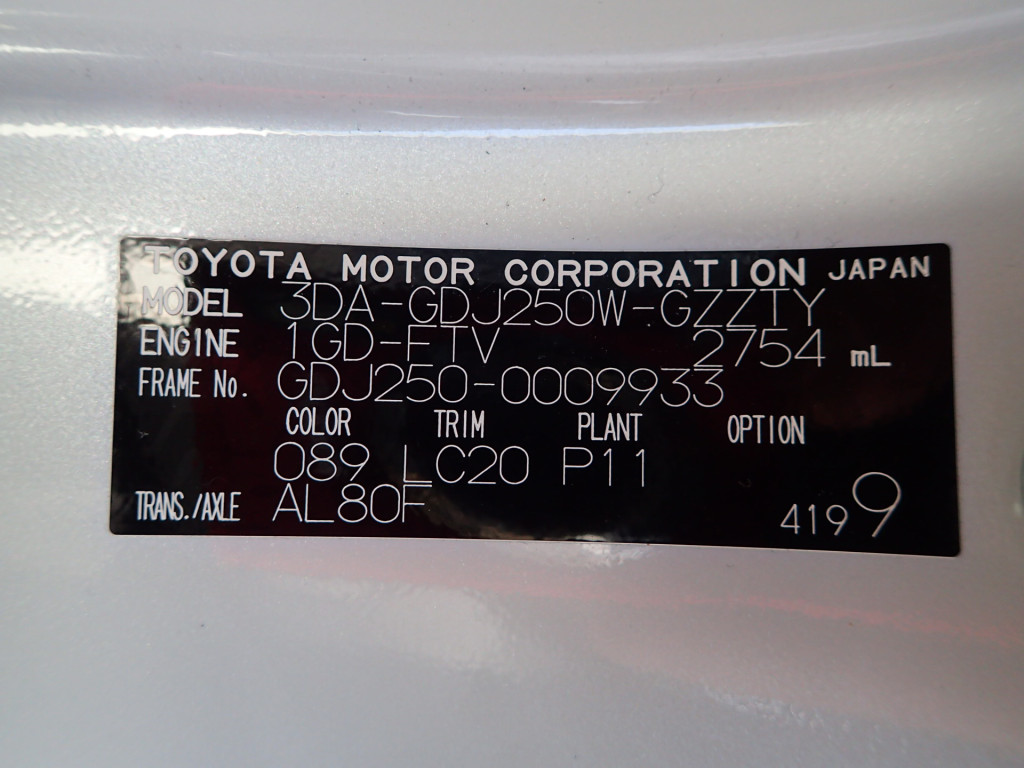 TOYOTA MOTOR CORPORATION JAPAN
MODEL 3DA-GDJ250W-GZZTY
ENGINE 1GD-FTV 2754 mL
FRAME No. GDJ250-0009933
COLOR TRIM PLANT OPTION
089 LC20 P11
TRANS./AXLE AL80F 4199